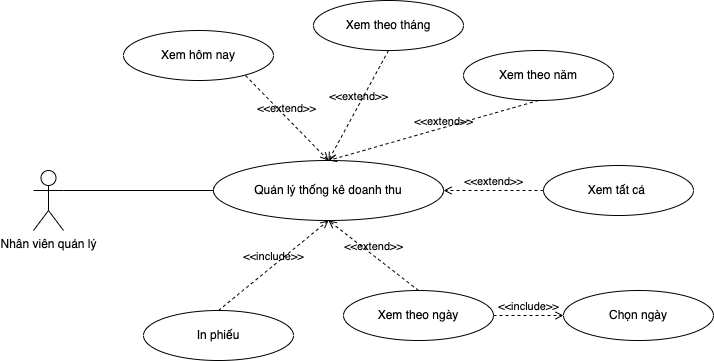 Xem theo tháng
Xem hôm nay
Xem theo năm
<<extend>>
<<extend>>
<<extend>>
Quản lý thống kê doanh thu
<<extend>>
Xem tất cả
Nhân viên quản lý
<<extend>>
<<include>>
In phiếu
Xem theo ngày
<<include>>
Chọn ngày